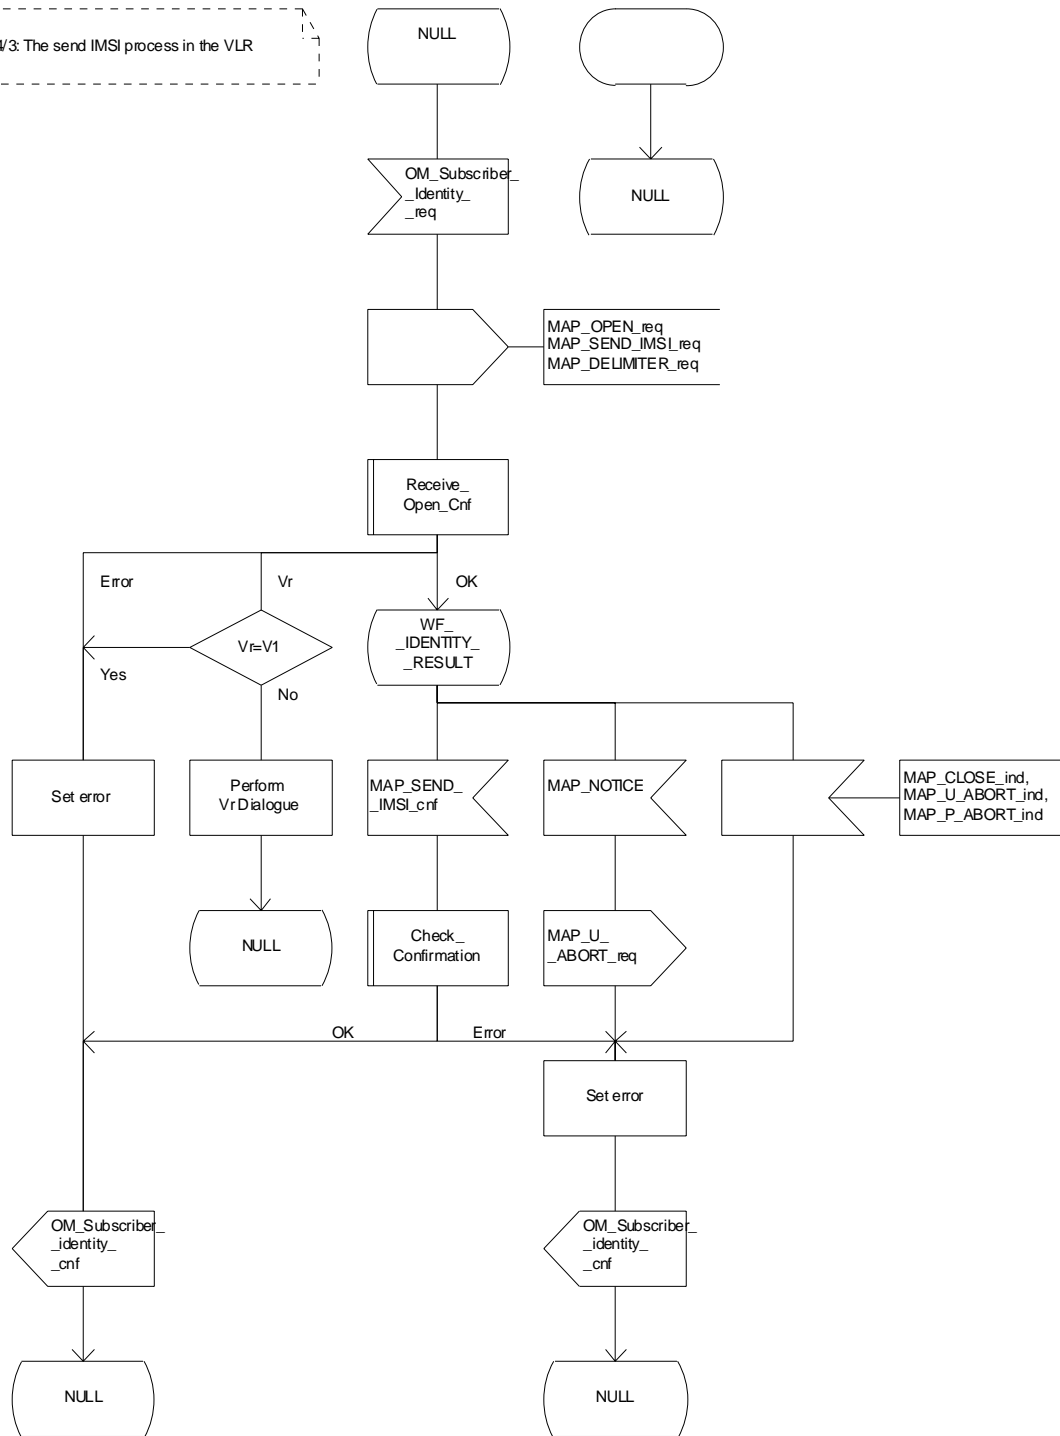 4/3: The send IMSI process in the VLR
NULL
OM_Subscriber_
_Identity_
_req
NULL
MAP_OPEN_req
MAP_SEND_IMSI_req
MAP_DELIMITER_req
Receive_
Open_Cnf
Error
Vr
OK
Vr=V1
WF_
_IDENTITY_
_RESULT
Yes
No
Set error
Perform
Vr Dialogue
MAP_SEND_
_IMSI_cnf
MAP_NOTICE
MAP_CLOSE_ind,
MAP_U_ABORT_ind,
MAP_P_ABORT_ind
NULL
Check_
Confirmation
MAP_U_
_ABORT_req
OK
Error
Set error
OM_Subscriber_
_identity_
_cnf
OM_Subscriber_
_identity_
_cnf
NULL
NULL